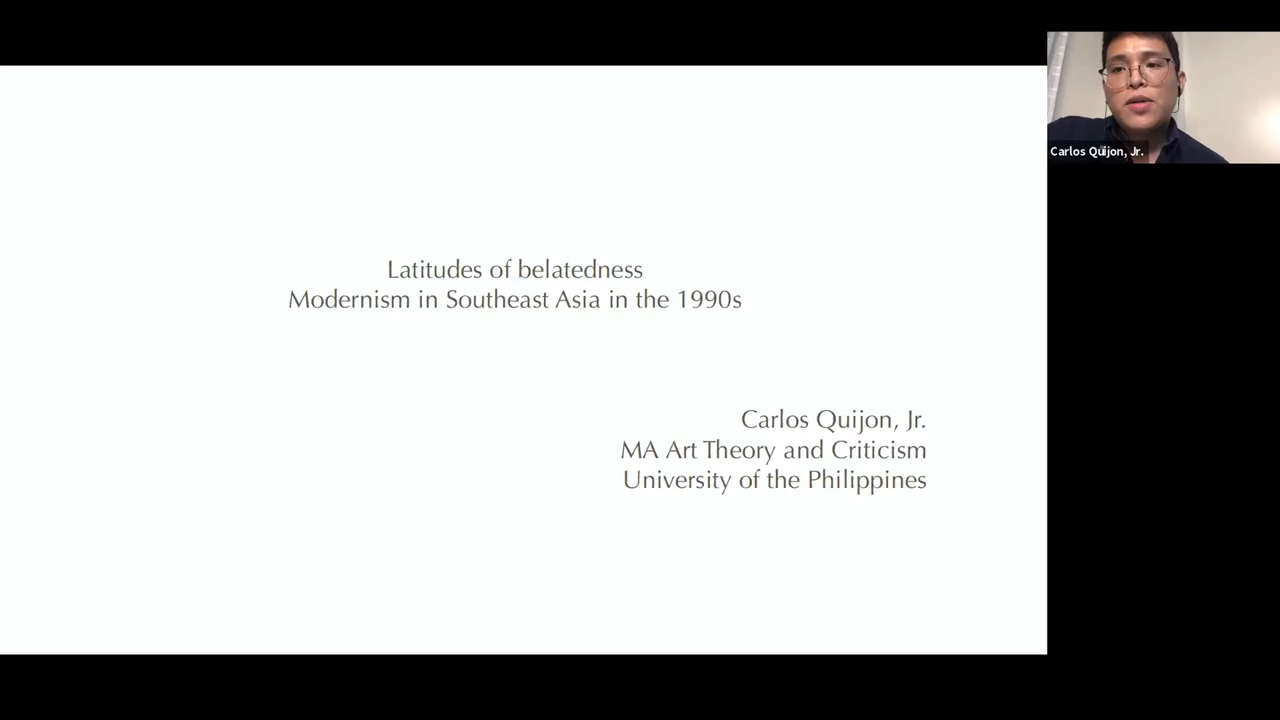 Latitudes of belatedness
Modernism in Southeast Asia in the 1990s
Carlos Quijon, Jr.
MA Art Theory and Criticism
University of the Philippines
Carlos Quijon, Jr.